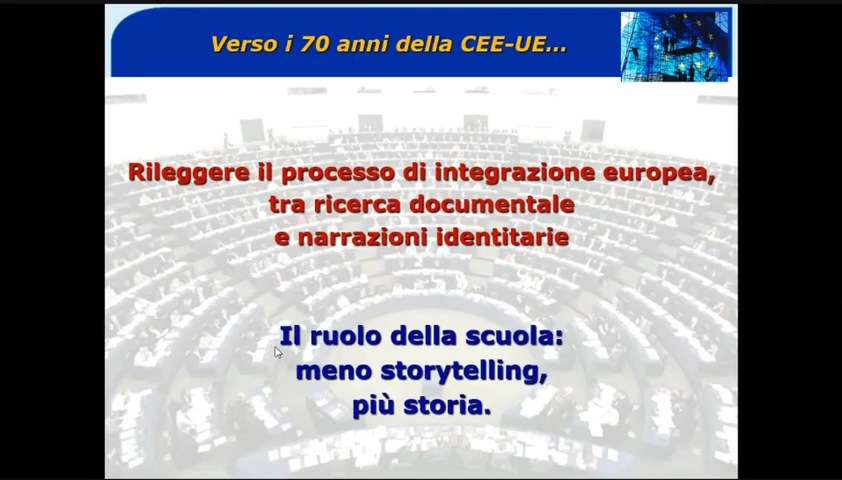 Verso i 70 anni della CEE-UE...
Rileggere il processo di integrazione europea,
tra ricerca documentale
e narrazioni identitarie
Il ruolo della scuola:
meno storytelling,
più storia.